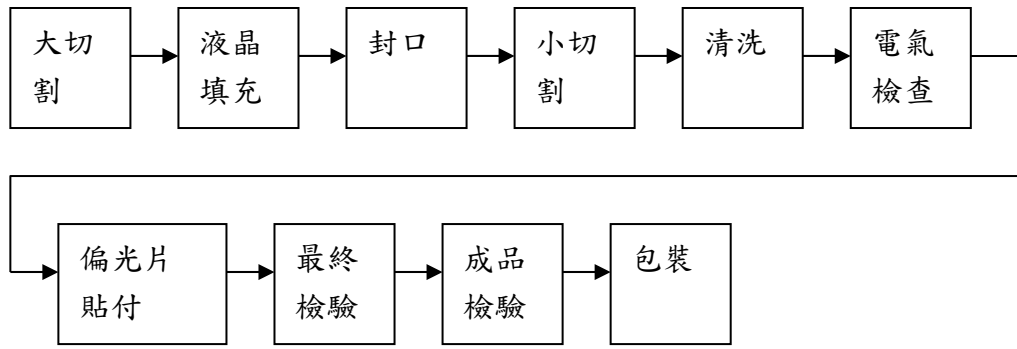 大切
割
液晶
填充
封口
小切
割
清洗
電氣
檢查
偏光片
貼付
最終
檢驗
成品
檢驗
包裝